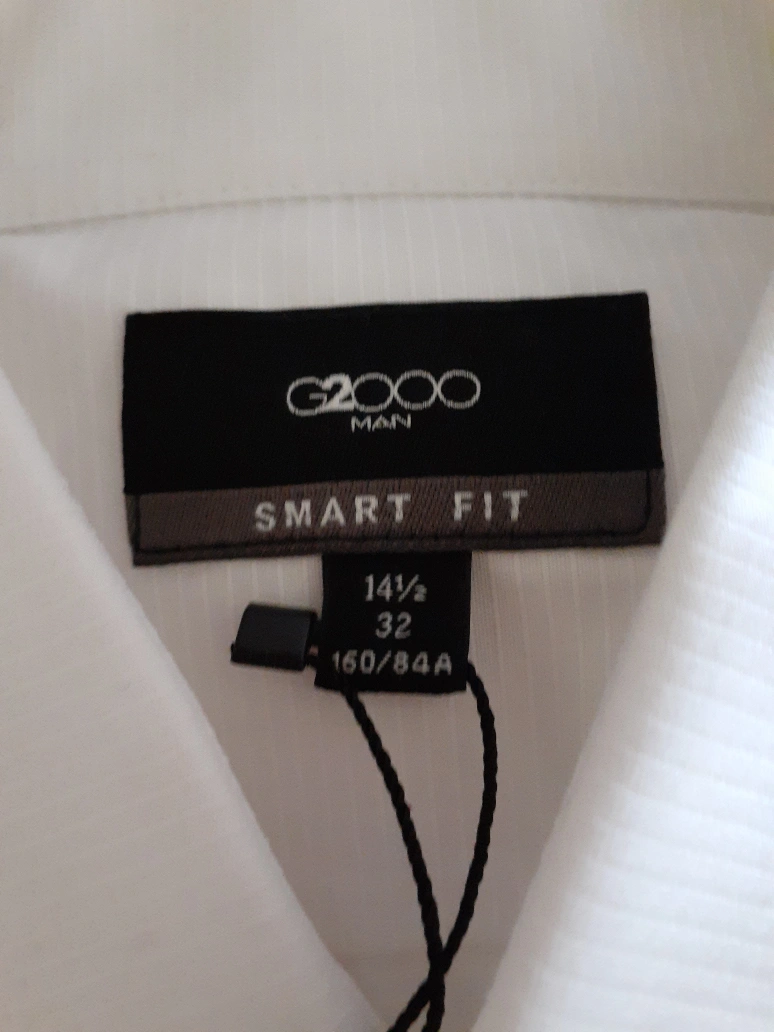 G2000
MAN
SMART FIT
14½
32
160/84A